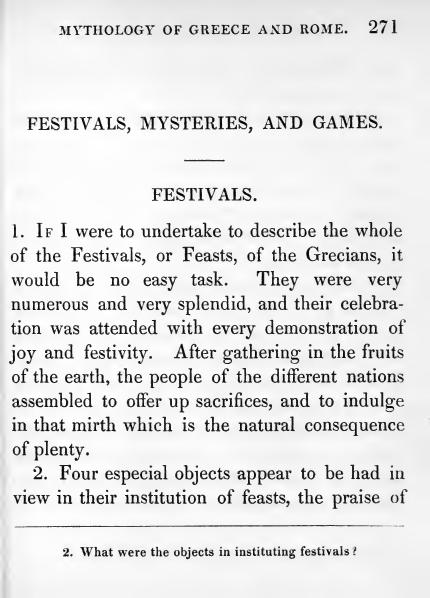 MYTHOLOGY OF GREECE AND ROME. 271
FESTIVALS, MYSTERIES, AND GAMES.
FESTIVALS.
1. IF I were to undertake to describe the whole
of the Festivals, or Feasts, of the Grecians, it
would be no easy task. They were very
numerous and very splendid, and their celebra-
tion was attended with every demonstration of
joy and festivity. After gathering in the fruits
of the earth, the people of the different nations
assembled to offer up sacrifices, and to indulge
in that mirth which is the natural consequence
of plenty.
2. Four especial objects appear to be had in
view in their institution of feasts, the praise of
2. What were the objects in instituting festivals?